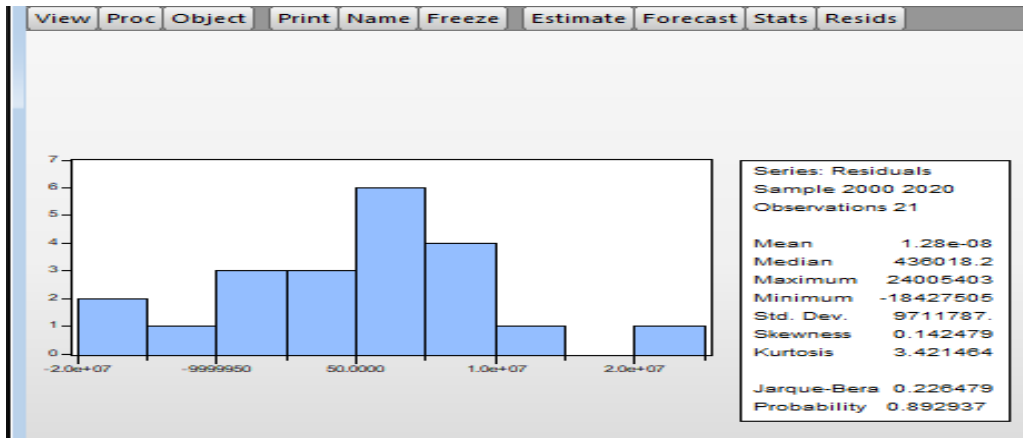 View Proc Object Print Name Freeze Estimate Forecast Stats Resids
7
6
5
4
3
2
1
0
-2.0e+07 -9999950 50.0000 1.0e+07 2.0e+07
Series: Residuals
Sample 2000 2020
Observations 21
Mean 1.28e-08
Median 436018.2
Maximum 24005403
Minimum -18427505
Std. Dev. 9711787.
Skewness 0.142479
Kurtosis 3.421464
Jarque-Bera 0.226479
Probability 0.892937